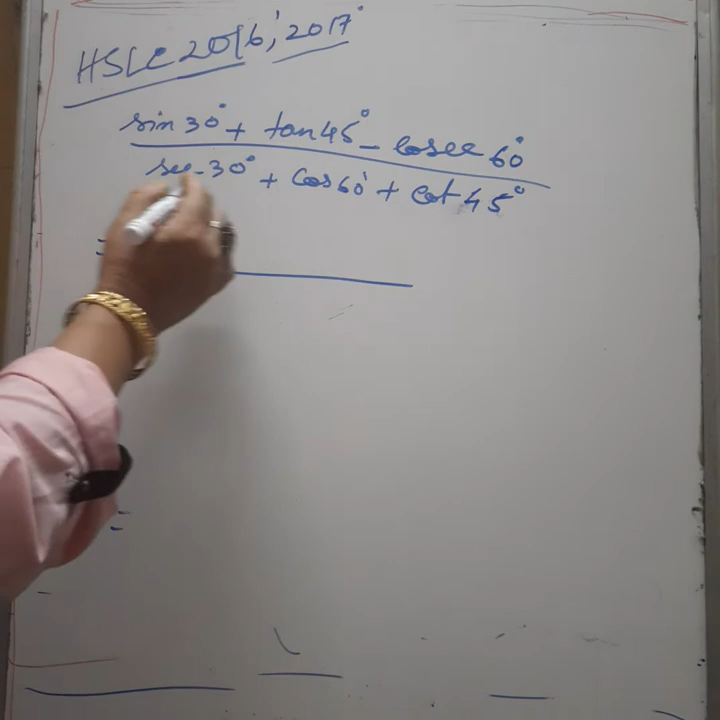 HSLC 2016, 2017
sin 30° + tan 45° - cosec 60°
sec 30° + cos 60° + cot 45°
=
=